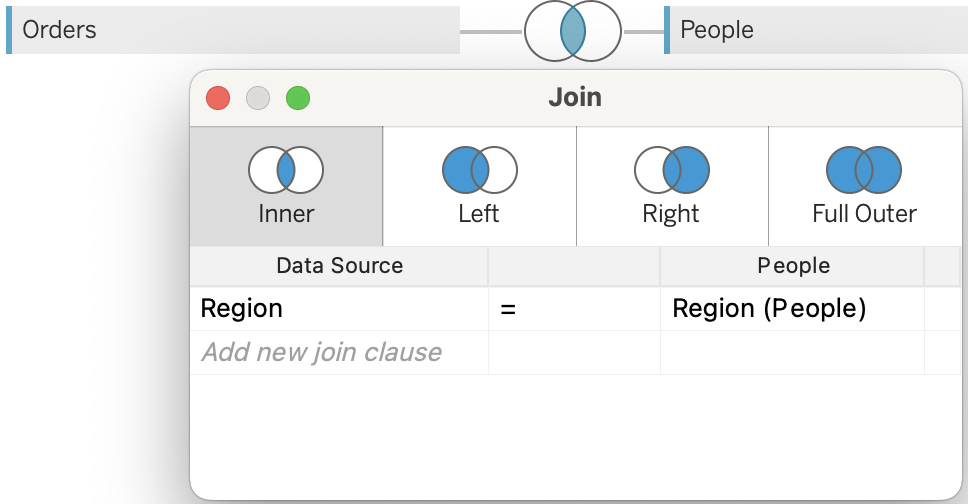 Orders
People
Join
Inner
Left
Right
Full Outer
Data Source
People
Region
=
Region (People)
Add new join clause